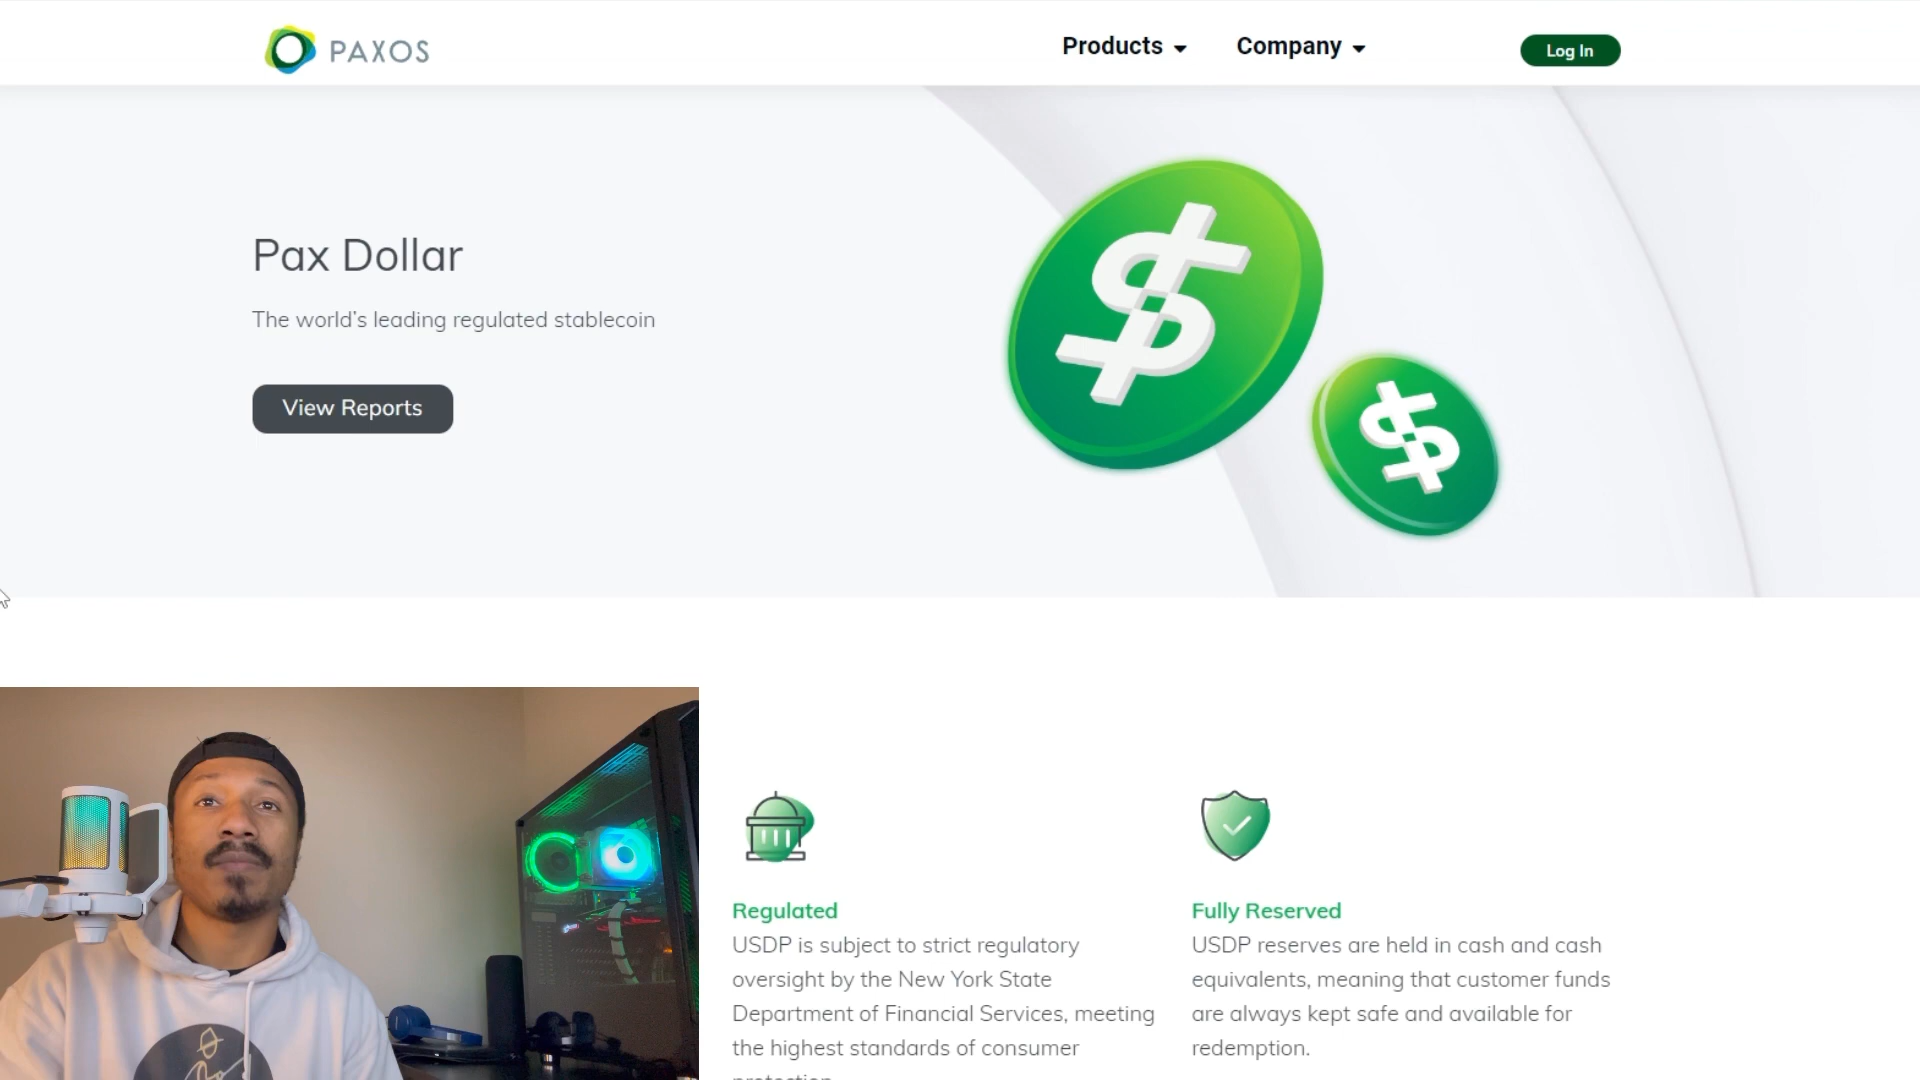 PAXOS
Products
Company
Log In
Pax Dollar
The world's leading regulated stablecoin
View Reports
Regulated
USDP is subject to strict regulatory
oversight by the New York State
Department of Financial Services, meeting
the highest standards of consumer
protection
Fully Reserved
USDP reserves are held in cash and cash
equivalents, meaning that customer funds
are always kept safe and available for
redemption.